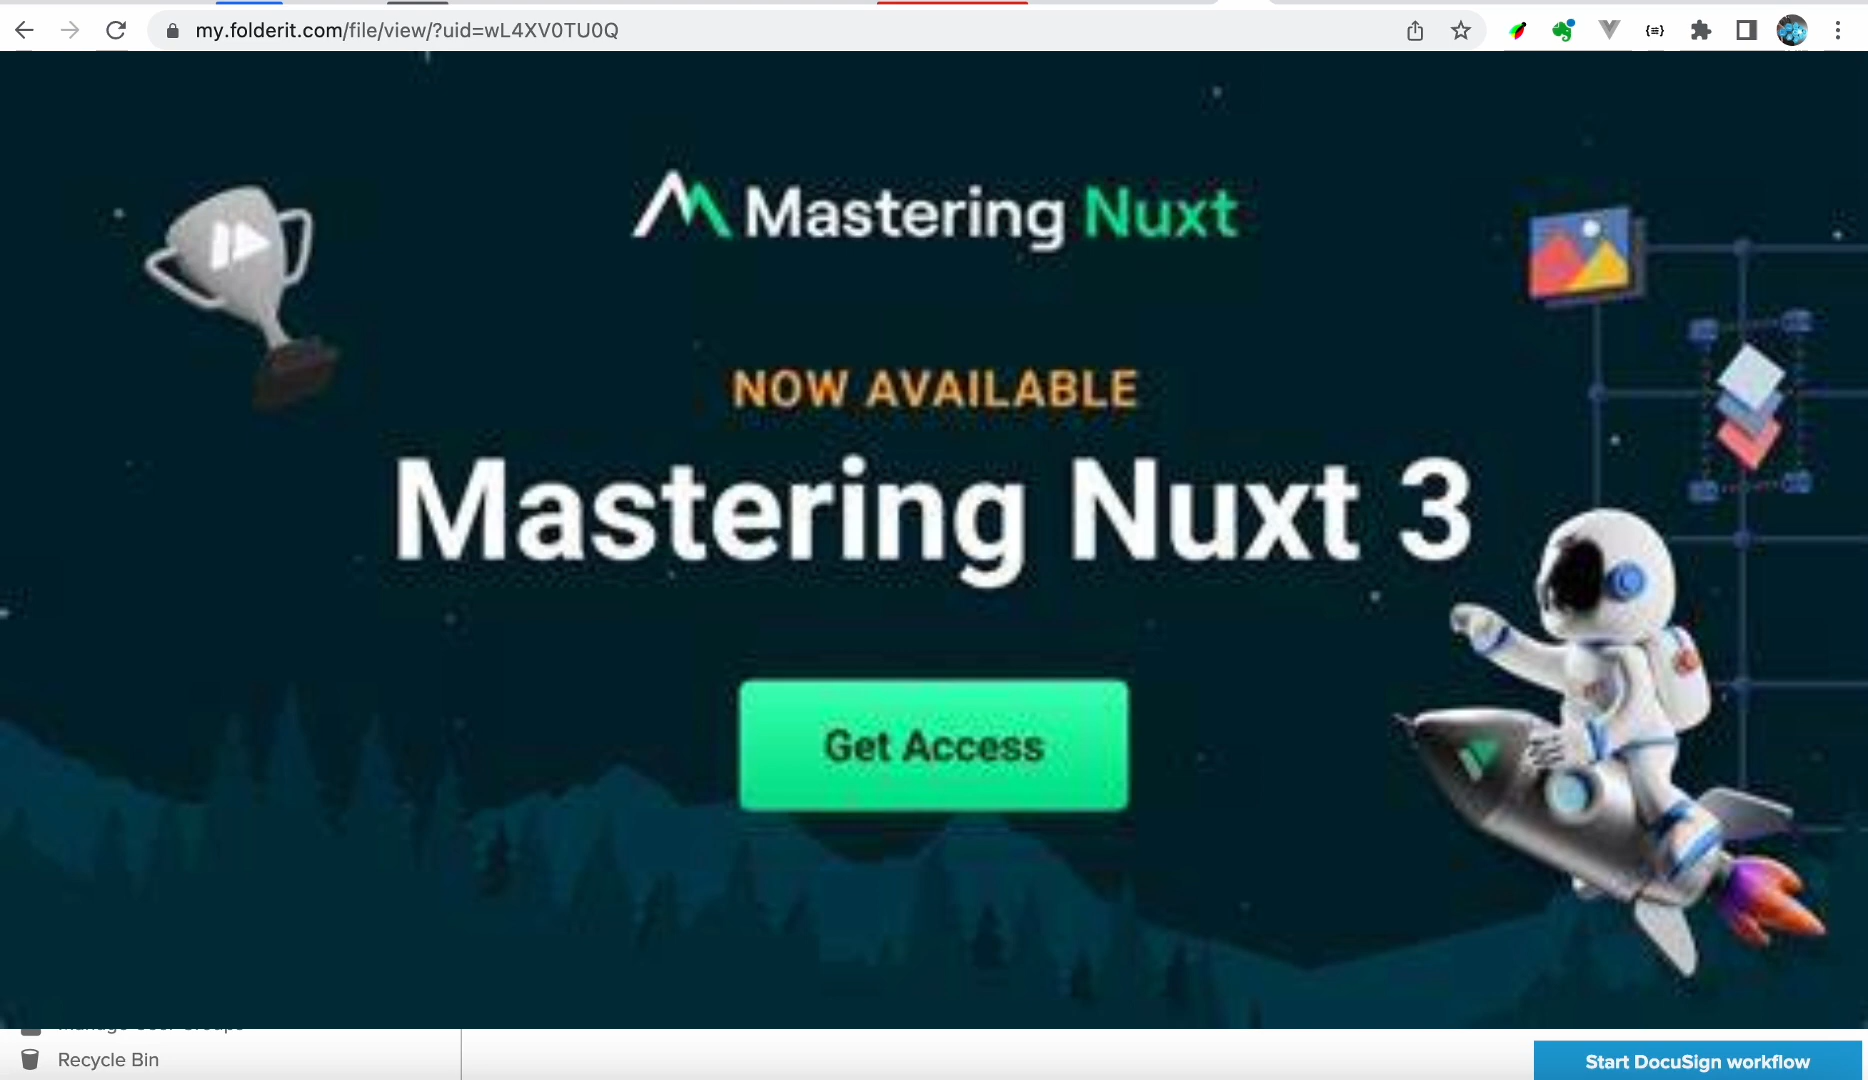 my.folderit.com/file/view/?uid=wL4XV0TU0Q
Mastering Nuxt
NOW AVAILABLE
Mastering Nuxt 3
Get Access
Recycle Bin
Start DocuSign workflow